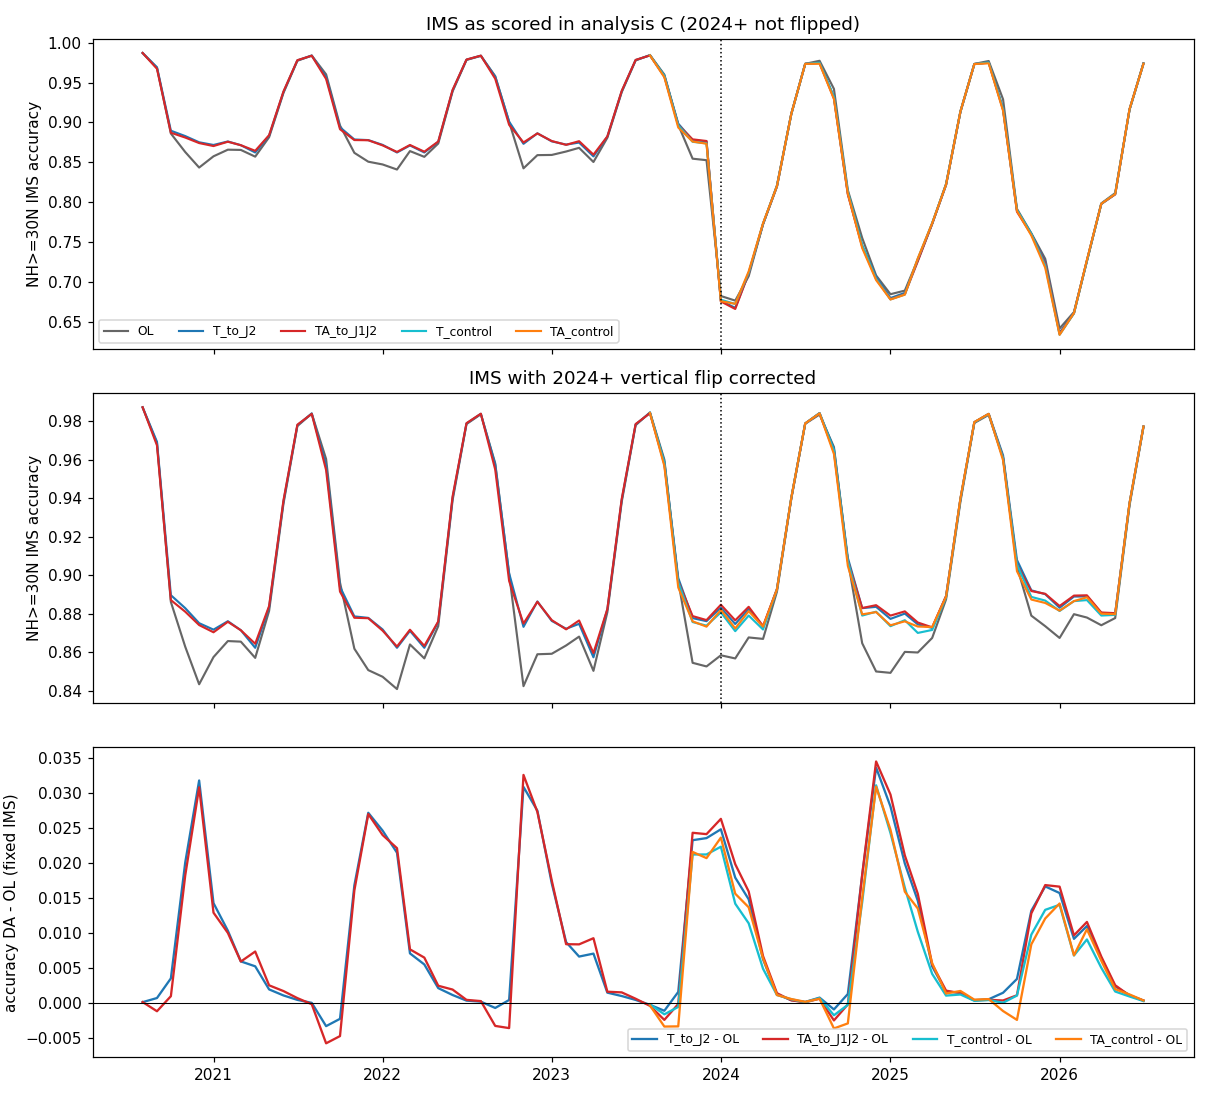 IMS as scored in analysis C (2024+ not flipped)
NH>=30N IMS accuracy
1.00
0.95
0.90
0.85
0.80
0.75
0.70
0.65
OL
T_to_J2
TA_to_J1J2
T_control
TA_control
IMS with 2024+ vertical flip corrected
NH>=30N IMS accuracy
0.98
0.96
0.94
0.92
0.90
0.88
0.86
0.84
accuracy DA - OL (fixed IMS)
0.035
0.030
0.025
0.020
0.015
0.010
0.005
0.000
−0.005
T_to_J2 - OL
TA_to_J1J2 - OL
T_control - OL
TA_control - OL
2021
2022
2023
2024
2025
2026